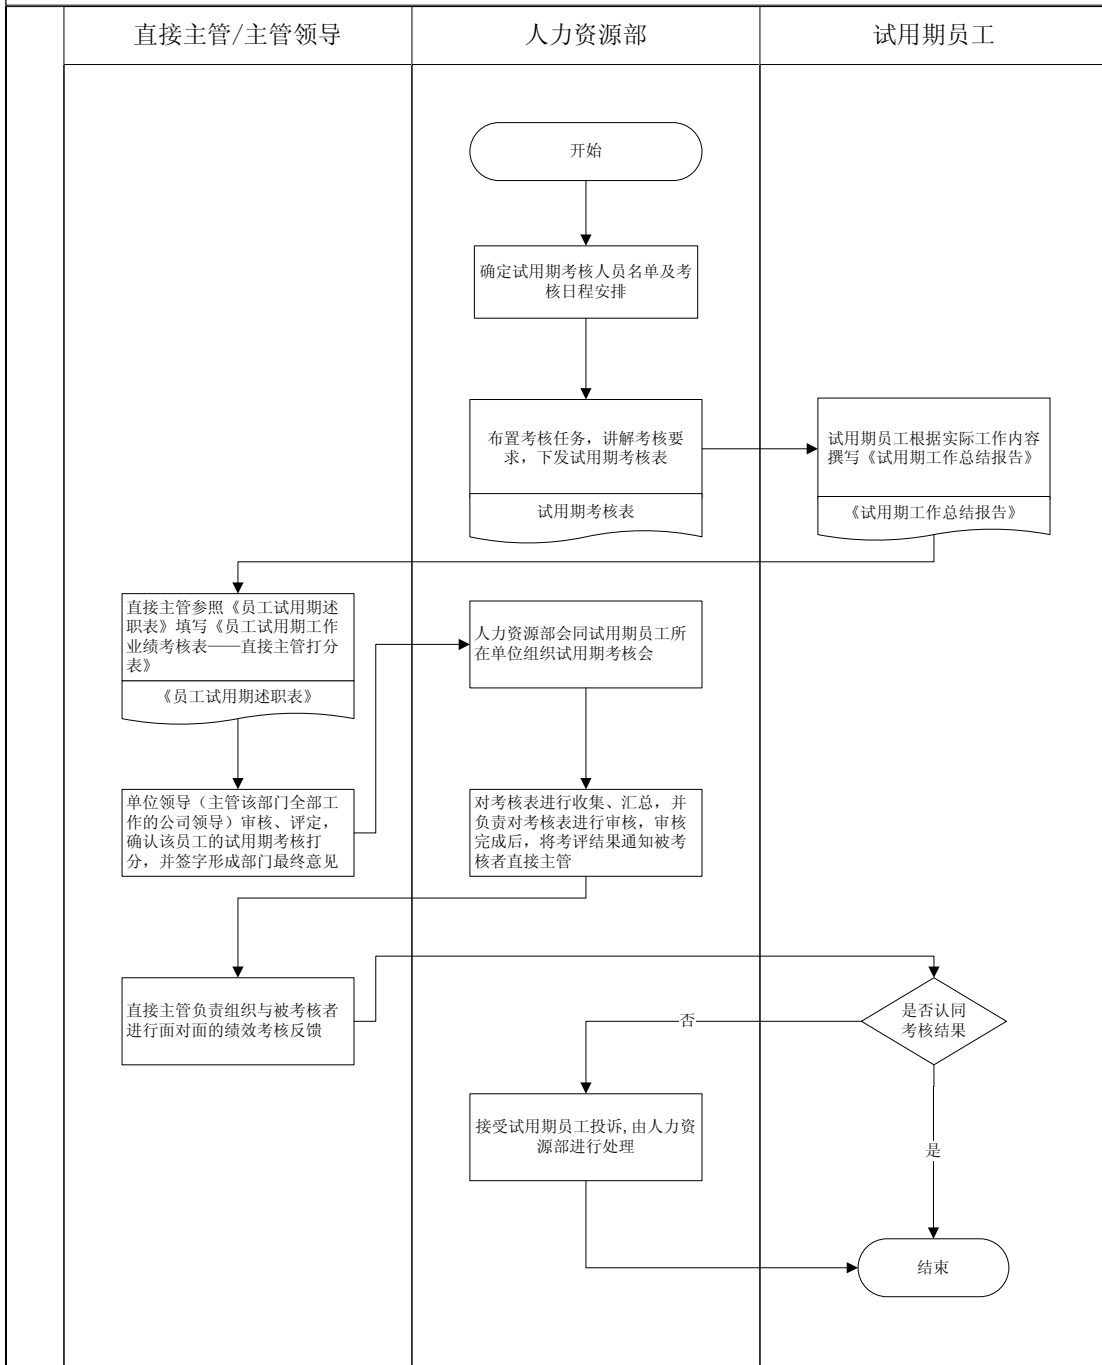 直接主管/主管领导
人力资源部
试用期员工
开始
确定试用期考核人员名单及考
核日程安排
布置考核任务，讲解考核要
求，下发试用期考核表
试用期考核表
试用期员工根据实际工作内容
撰写《试用期工作总结报告》
《试用期工作总结报告》
直接主管参照《员工试用期述
职表》填写《员工试用期工作
业绩考核表——直接主管打分
表》
《员工试用期述职表》
人力资源部会同试用期员工所
在单位组织试用期考核会
单位领导（主管该部门全部工
作的公司领导）审核、评定，
确认该员工的试用期考核打
分，并签字形成部门最终意见
对考核表进行收集、汇总，并
负责对考核表进行审核，审核
完成后，将考评结果通知被考
核者直接主管
直接主管负责组织与被考核者
进行面对面的绩效考核反馈
是否认同
考核结果
否
接受试用期员工投诉,由人力资
源部进行处理
是
结束